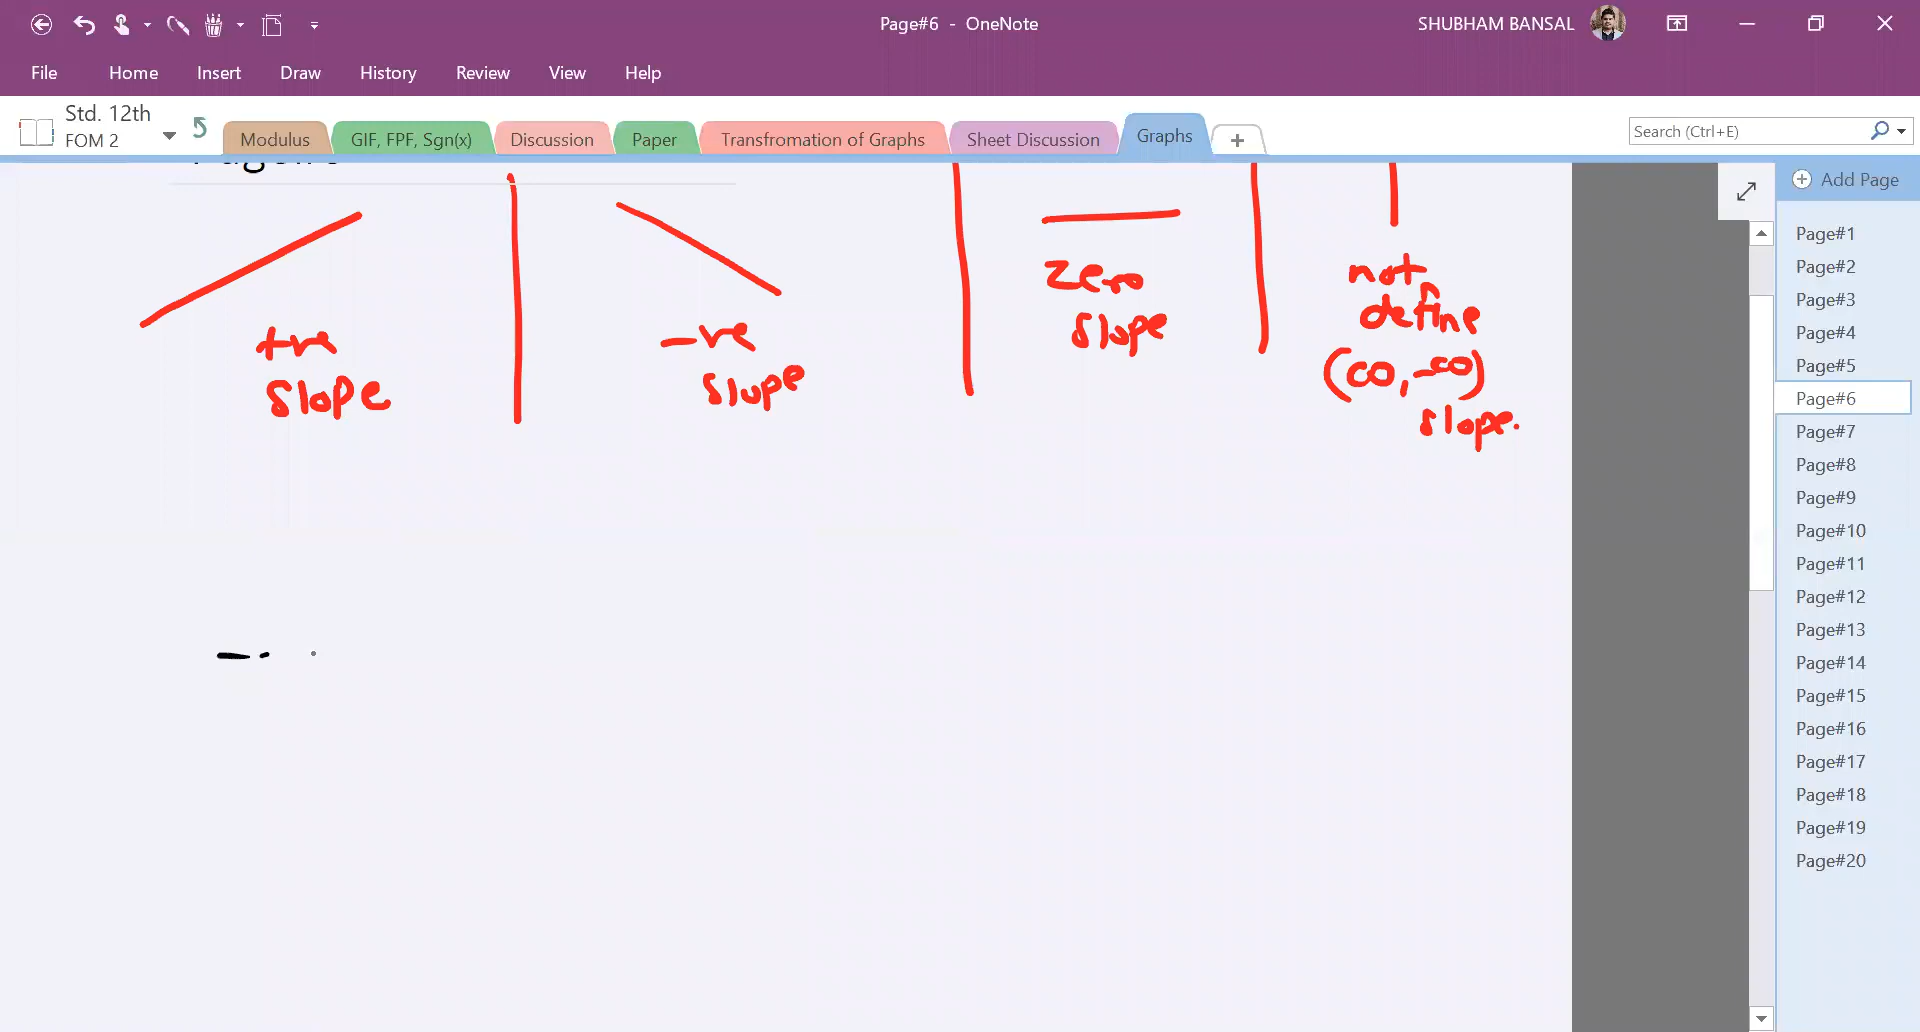 Page#6 - OneNote
SHUBHAM BANSAL
File Home Insert Draw History Review View Help
Std. 12th
FOM 2
Modulus GIF, FPF, Sgn(x) Discussion Paper Transfromation of Graphs Sheet Discussion Graphs
Search (Ctrl+E)
Add Page
+ve
slope
-ve
slope
zero
slope
not
define
(∞, -∞)
slope.
Page#1
Page#2
Page#3
Page#4
Page#5
Page#6
Page#7
Page#8
Page#9
Page#10
Page#11
Page#12
Page#13
Page#14
Page#15
Page#16
Page#17
Page#18
Page#19
Page#20